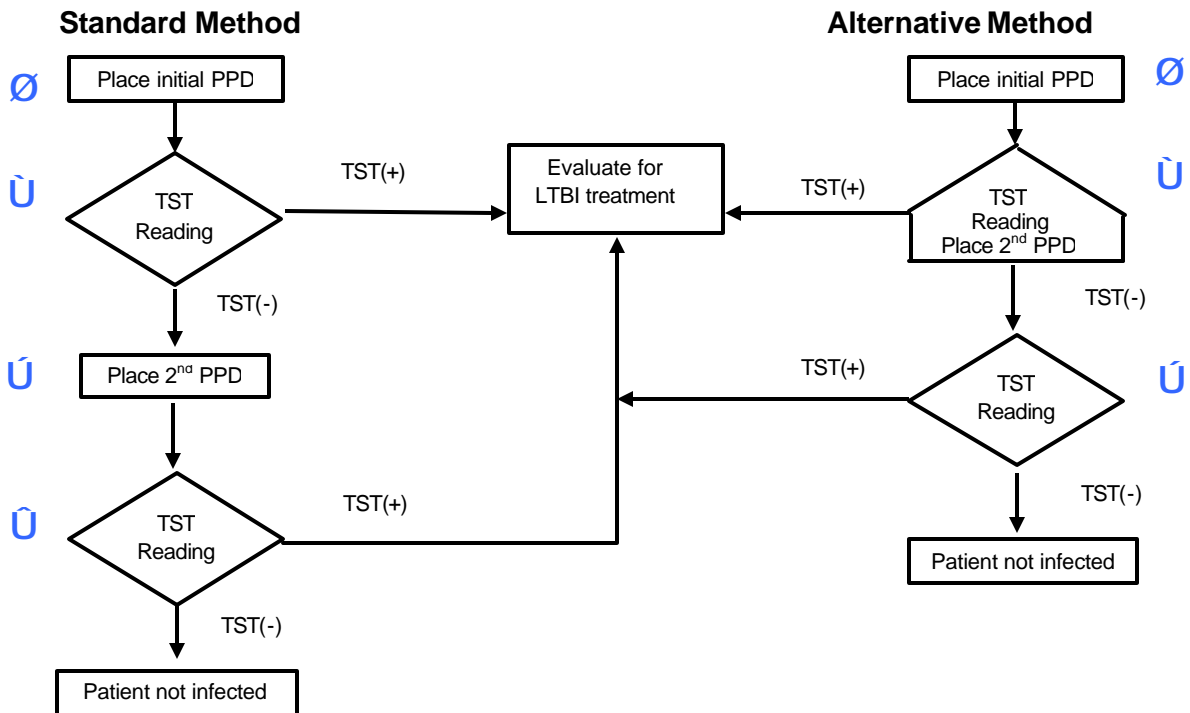 Standard Method
Place initial PPD
Ø
TST
Reading
Ù
TST(+)
TST(-)
Place 2nd PPD
Ú
TST
Reading
Û
TST(+)
TST(-)
Patient not infected
Evaluate for
LTBI treatment
Alternative Method
Place initial PPD
Ø
TST
Reading
Place 2nd PPD
Ù
TST(+)
TST(-)
TST
Reading
Ú
TST(+)
TST(-)
Patient not infected